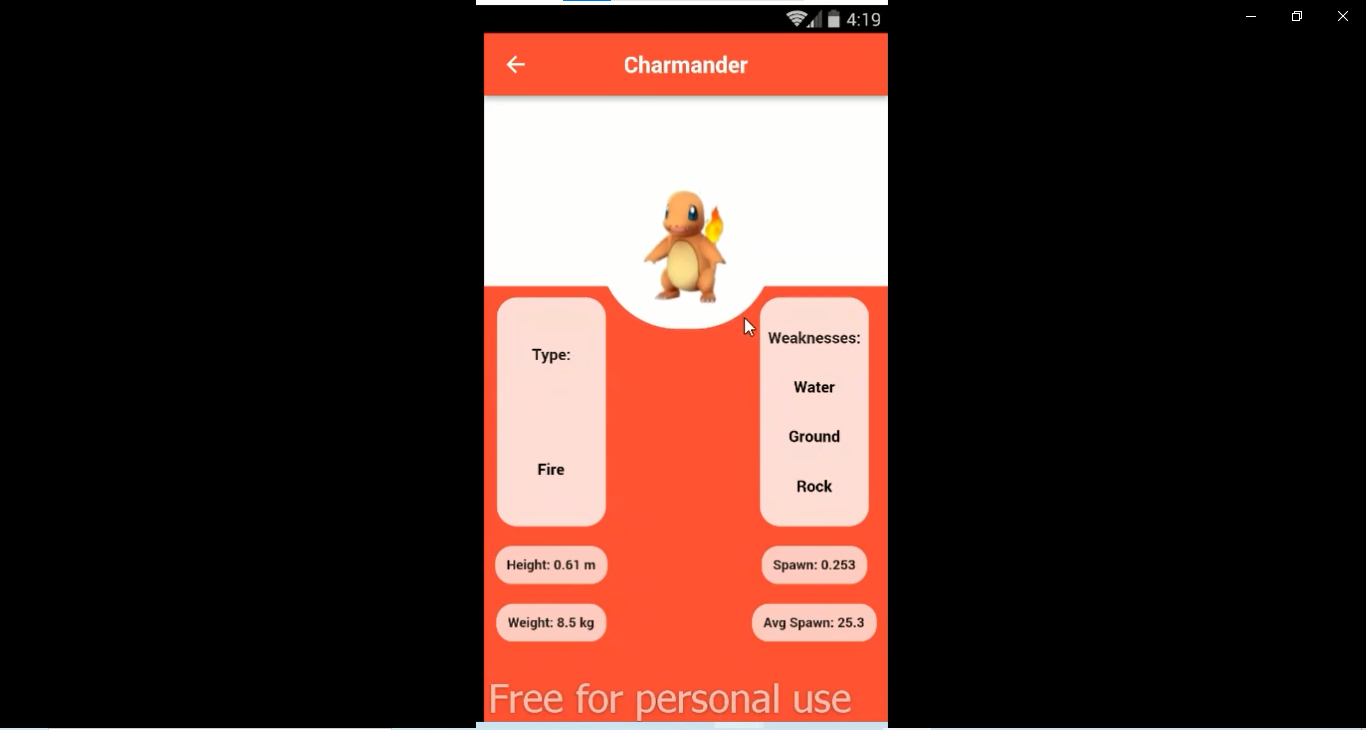 4:19
Charmander
Type:
Fire
Weaknesses:
Water
Ground
Rock
Height: 0.61 m
Spawn: 0.253
Weight: 8.5 kg
Avg Spawn: 25.3
Free for personal use